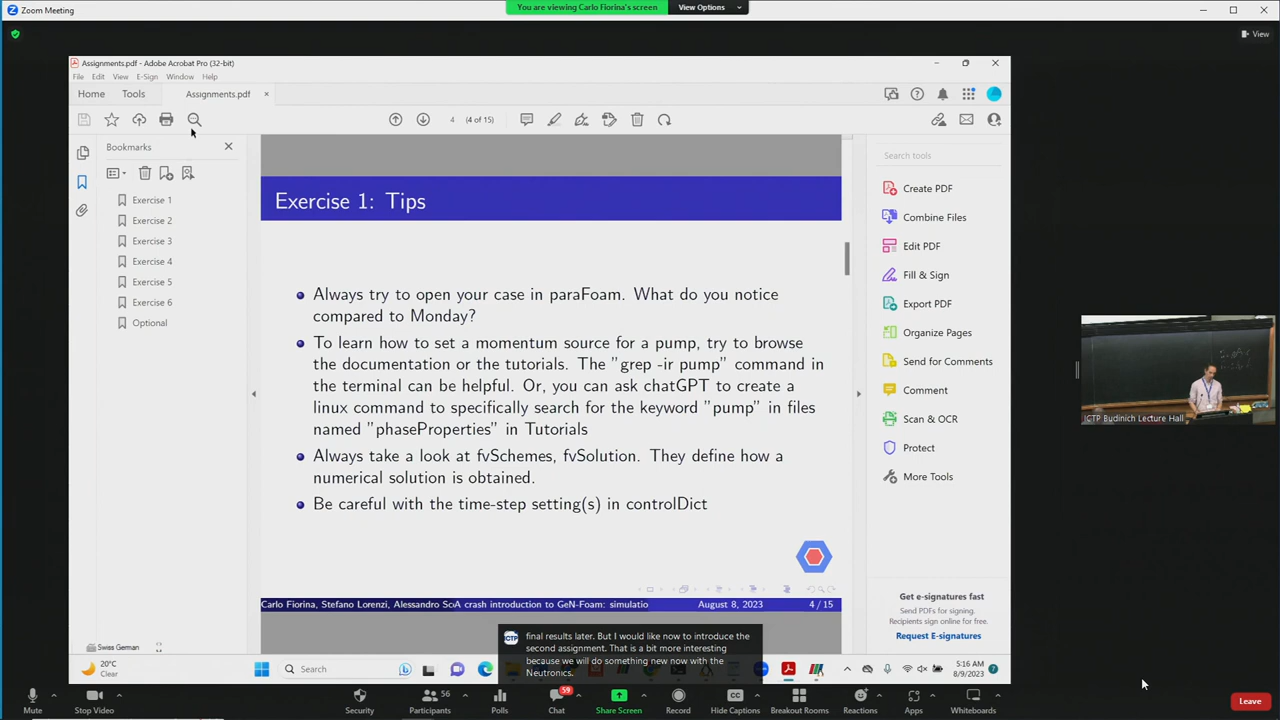 Zoom Meeting
You are viewing Carlo Fiorina's screen
View Options
View
Assignments.pdf - Adobe Acrobat Pro (32-bit)
File Edit View E-Sign Window Help
Home
Tools
Assignments.pdf
4 (4 of 15)
Bookmarks
Exercise 1
Exercise 2
Exercise 3
Exercise 4
Exercise 5
Exercise 6
Optional
Exercise 1: Tips
Always try to open your case in paraFoam. What do you notice
compared to Monday?
To learn how to set a momentum source for a pump, try to browse
the documentation or the tutorials. The "grep -ir pump" command in
the terminal can be helpful. Or, you can ask chatGPT to create a
linux command to specifically search for the keyword "pump" in files
named "phaseProperties" in Tutorials
Always take a look at fvSchemes, fvSolution. They define how a
numerical solution is obtained.
Be careful with the time-step setting(s) in controlDict
Carlo Fiorina, Stefano Lorenzi, Alessandro Sc
A crash introduction to GeN-Foam: simulatio
August 8, 2023
4 / 15
Search tools
Create PDF
Combine Files
Edit PDF
Fill & Sign
Export PDF
Organize Pages
Send for Comments
Comment
Scan & OCR
Protect
More Tools
Get e-signatures fast
Send PDFs for signing.
Recipients sign online for free.
Request E-signatures
ICTP Budinich Lecture Hall
Swiss German
20°C
Clear
Search
5:16 AM
8/9/2023
ICTP
final results later. But I would like now to introduce the
second assignment. That is a bit more interesting
because we will do something new now with the
Neutronics.
Mute
Stop Video
Security
Participants
56
Polls
Chat
59
Share Screen
Record
Hide Captions
Breakout Rooms
Reactions
Apps
Whiteboards
Leave